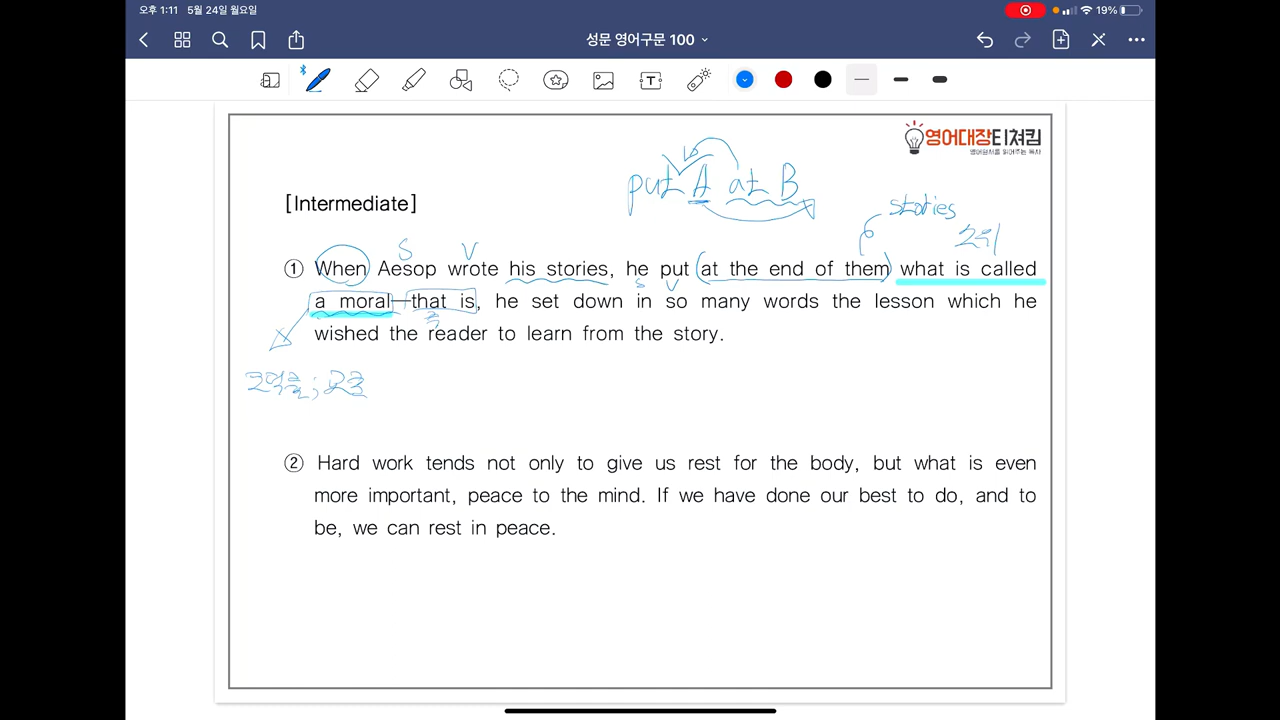 오후 1:11 5월 24일 월요일
19%
성문 영어구문 100
T
영어대장티쳐킴
put A at B
[Intermediate]
stories
S V
① When Aesop wrote his stories, he put (at the end of them) what is called
S V
a moral—that is, he set down in so many words the lesson which he
즉
wished the reader to learn from the story.
② Hard work tends not only to give us rest for the body, but what is even
more important, peace to the mind. If we have done our best to do, and to
be, we can rest in peace.